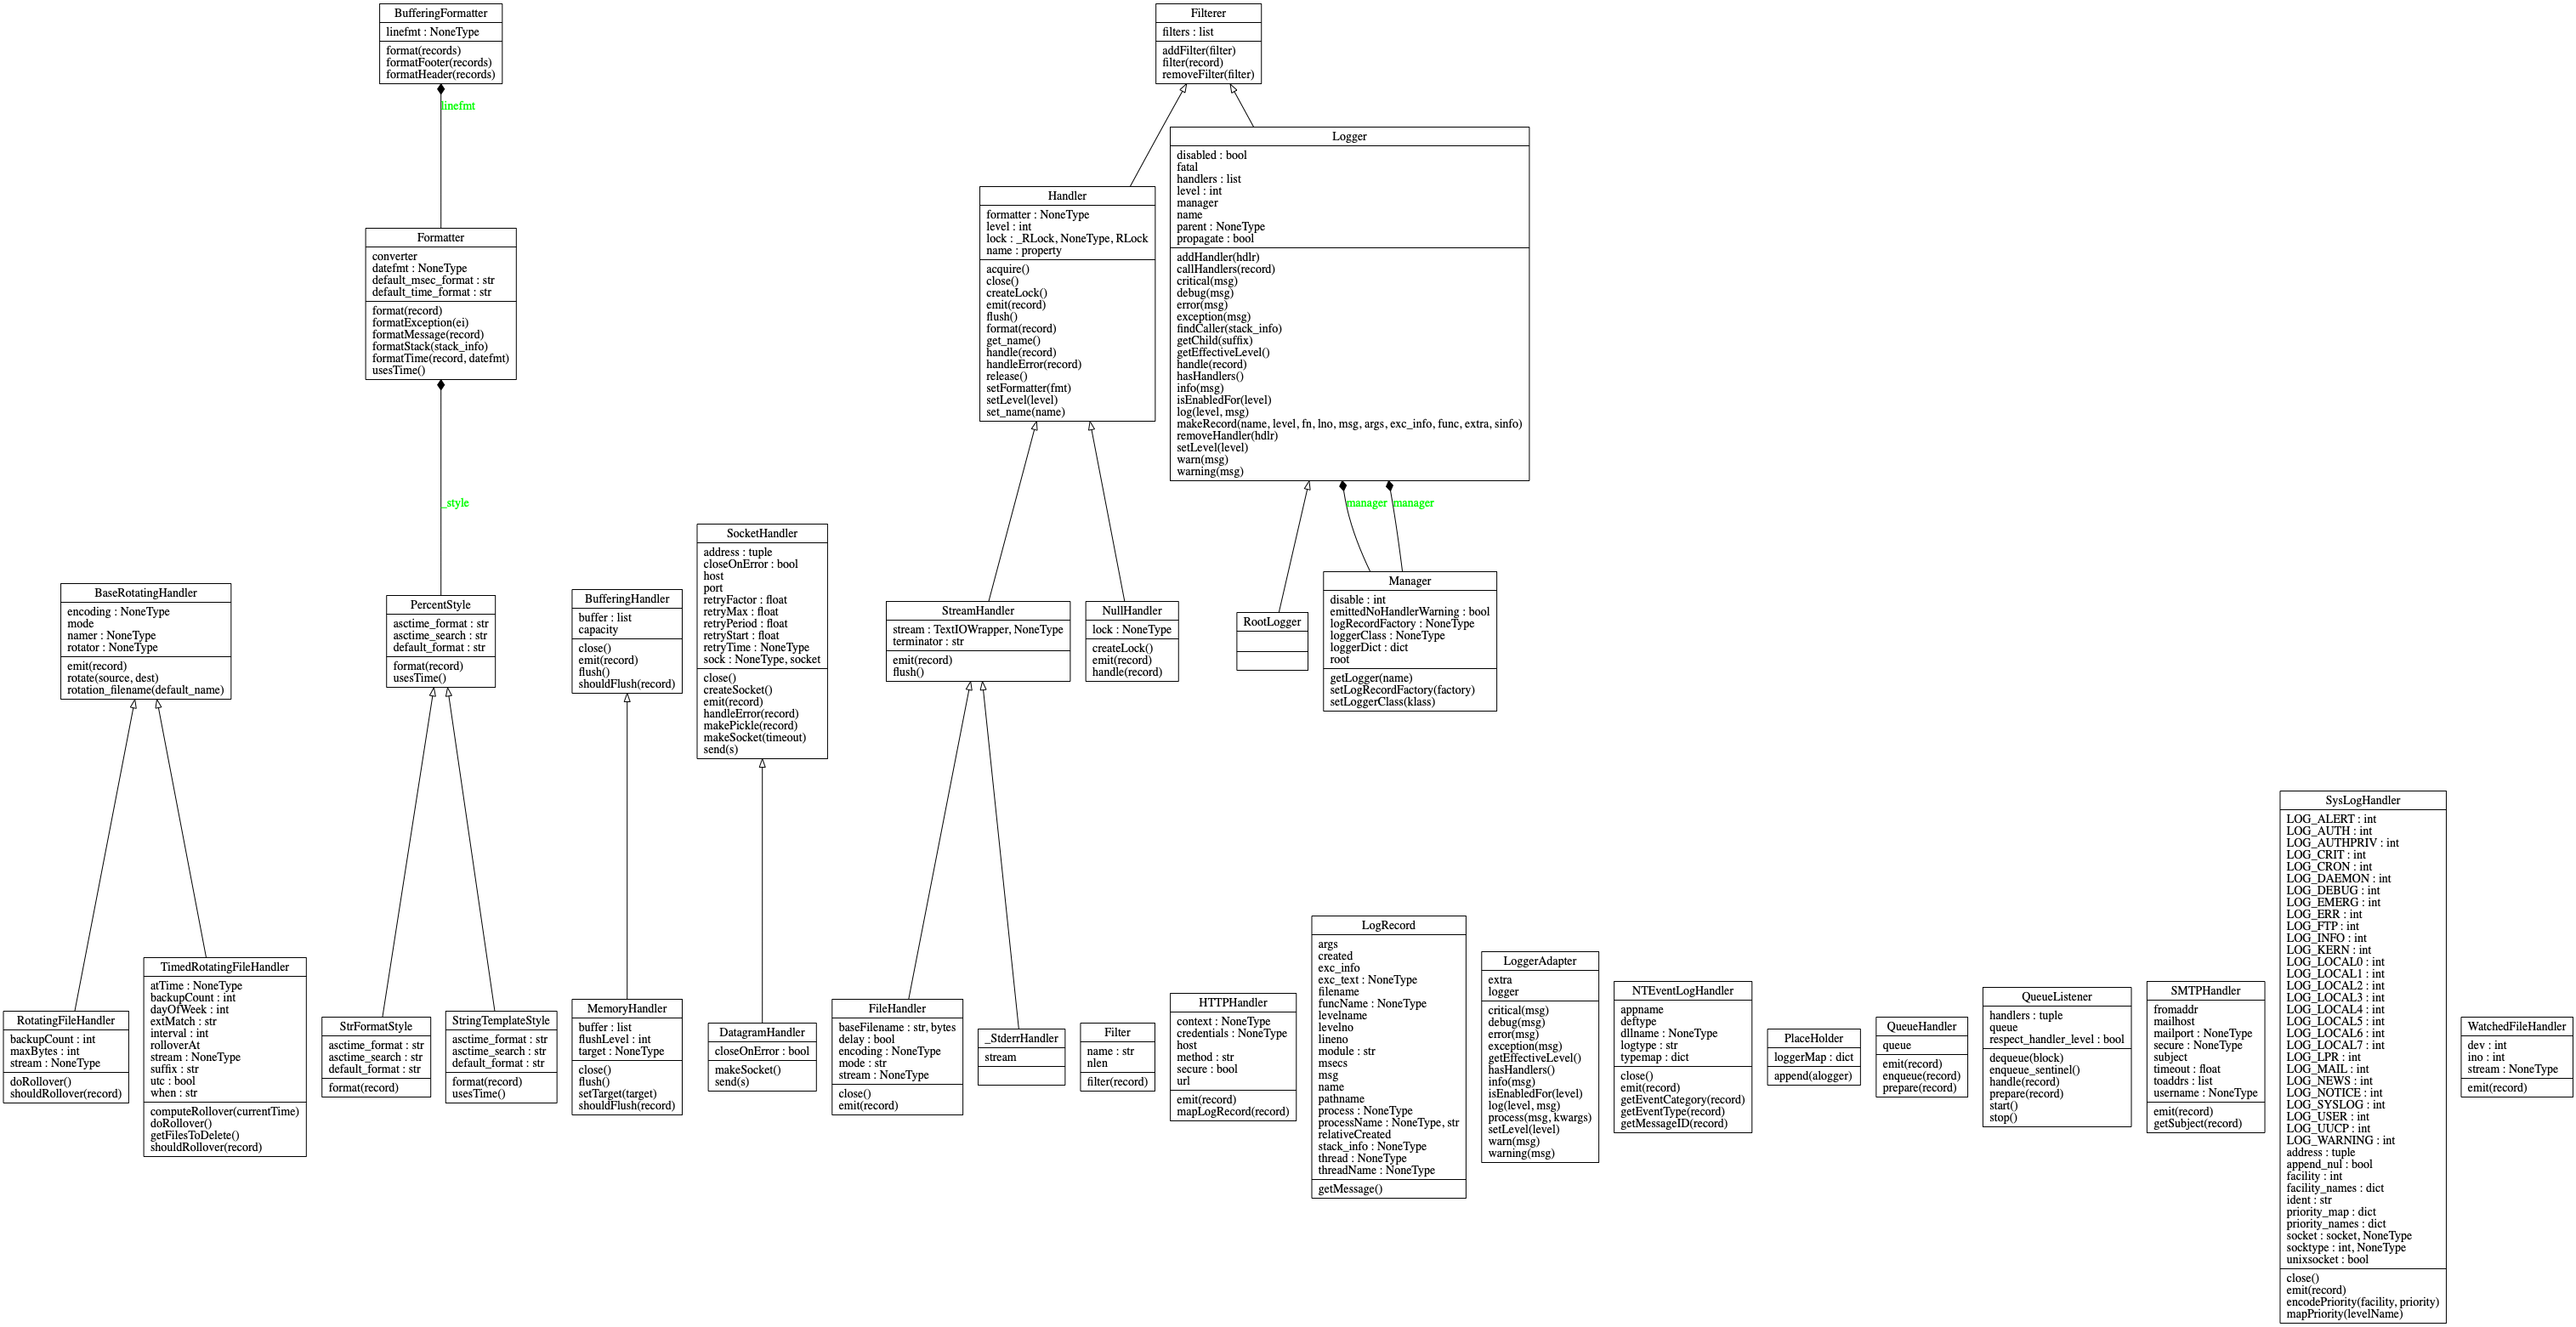 BufferingFormatter
linefmt : NoneType
format(records)
formatFooter(records)
formatHeader(records)
linefmt
Formatter
converter
datefmt : NoneType
default_msec_format : str
default_time_format : str
format(record)
formatException(ei)
formatMessage(record)
formatStack(stack_info)
formatTime(record, datefmt)
usesTime()
_style
Filterer
filters : list
addFilter(filter)
filter(record)
removeFilter(filter)
Handler
formatter : NoneType
level : int
lock : _RLock, NoneType, RLock
name : property
acquire()
close()
createLock()
emit(record)
flush()
format(record)
get_name()
handle(record)
handleError(record)
release()
setFormatter(fmt)
setLevel(level)
set_name(name)
Logger
disabled : bool
fatal
handlers : list
level : int
manager
name
parent : NoneType
propagate : bool
addHandler(hdlr)
callHandlers(record)
critical(msg)
debug(msg)
error(msg)
exception(msg)
findCaller(stack_info)
getChild(suffix)
getEffectiveLevel()
handle(record)
hasHandlers()
info(msg)
isEnabledFor(level)
log(level, msg)
makeRecord(name, level, fn, lno, msg, args, exc_info, func, extra, sinfo)
removeHandler(hdlr)
setLevel(level)
warn(msg)
warning(msg)
manager
manager
BaseRotatingHandler
encoding : NoneType
mode
namer : NoneType
rotator : NoneType
emit(record)
rotate(source, dest)
rotation_filename(default_name)
PercentStyle
asctime_format : str
asctime_search : str
default_format : str
format(record)
usesTime()
BufferingHandler
buffer : list
capacity
close()
emit(record)
flush()
shouldFlush(record)
SocketHandler
address : tuple
closeOnError : bool
host
port
retryFactor : float
retryMax : float
retryPeriod : float
retryStart : float
retryTime : NoneType
sock : NoneType, socket
close()
createSocket()
emit(record)
handleError(record)
makePickle(record)
makeSocket(timeout)
send(s)
StreamHandler
stream : TextIOWrapper, NoneType
terminator : str
emit(record)
flush()
NullHandler
lock : NoneType
createLock()
emit(record)
handle(record)
RootLogger
Manager
disable : int
emittedNoHandlerWarning : bool
logRecordFactory : NoneType
loggerClass : NoneType
loggerDict : dict
root
getLogger(name)
setLogRecordFactory(factory)
setLoggerClass(klass)
RotatingFileHandler
backupCount : int
maxBytes : int
stream : NoneType
doRollover()
shouldRollover(record)
TimedRotatingFileHandler
atTime : NoneType
backupCount : int
dayOfWeek : int
extMatch : str
interval : int
rolloverAt
stream : NoneType
suffix : str
utc : bool
when : str
computeRollover(currentTime)
doRollover()
getFilesToDelete()
shouldRollover(record)
StrFormatStyle
asctime_format : str
asctime_search : str
default_format : str
format(record)
StringTemplateStyle
asctime_format : str
asctime_search : str
default_format : str
format(record)
usesTime()
MemoryHandler
buffer : list
flushLevel : int
target : NoneType
close()
flush()
setTarget(target)
shouldFlush(record)
DatagramHandler
closeOnError : bool
makeSocket()
send(s)
FileHandler
baseFilename : str, bytes
delay : bool
encoding : NoneType
mode : str
stream : NoneType
close()
emit(record)
_StderrHandler
stream
Filter
name : str
nlen
filter(record)
HTTPHandler
context : NoneType
credentials : NoneType
host
method : str
secure : bool
url
emit(record)
mapLogRecord(record)
LogRecord
args
created
exc_info
exc_text : NoneType
filename
funcName : NoneType
levelname
levelno
lineno
module : str
msecs
msg
name
pathname
process : NoneType
processName : NoneType, str
relativeCreated
stack_info : NoneType
thread : NoneType
threadName : NoneType
getMessage()
LoggerAdapter
extra
logger
critical(msg)
debug(msg)
error(msg)
exception(msg)
getEffectiveLevel()
hasHandlers()
info(msg)
isEnabledFor(level)
log(level, msg)
process(msg, kwargs)
setLevel(level)
warn(msg)
warning(msg)
NTEventLogHandler
appname
deftype
dllname : NoneType
logtype : str
typemap : dict
close()
emit(record)
getEventCategory(record)
getEventType(record)
getMessageID(record)
PlaceHolder
loggerMap : dict
append(alogger)
QueueHandler
queue
emit(record)
enqueue(record)
prepare(record)
QueueListener
handlers : tuple
queue
respect_handler_level : bool
dequeue(block)
enqueue_sentinel()
handle(record)
prepare(record)
start()
stop()
SMTPHandler
fromaddr
mailhost
mailport : NoneType
secure : NoneType
subject
timeout : float
toaddrs : list
username : NoneType
emit(record)
getSubject(record)
SysLogHandler
LOG_ALERT : int
LOG_AUTH : int
LOG_AUTHPRIV : int
LOG_CRIT : int
LOG_CRON : int
LOG_DAEMON : int
LOG_DEBUG : int
LOG_EMERG : int
LOG_ERR : int
LOG_FTP : int
LOG_INFO : int
LOG_KERN : int
LOG_LOCAL0 : int
LOG_LOCAL1 : int
LOG_LOCAL2 : int
LOG_LOCAL3 : int
LOG_LOCAL4 : int
LOG_LOCAL5 : int
LOG_LOCAL6 : int
LOG_LOCAL7 : int
LOG_LPR : int
LOG_MAIL : int
LOG_NEWS : int
LOG_NOTICE : int
LOG_SYSLOG : int
LOG_USER : int
LOG_UUCP : int
LOG_WARNING : int
address : tuple
append_nul : bool
facility : int
facility_names : dict
ident : str
priority_map : dict
priority_names : dict
socket : socket, NoneType
socktype : int, NoneType
unixsocket : bool
close()
emit(record)
encodePriority(facility, priority)
mapPriority(levelName)
WatchedFileHandler
dev : int
ino : int
stream : NoneType
emit(record)